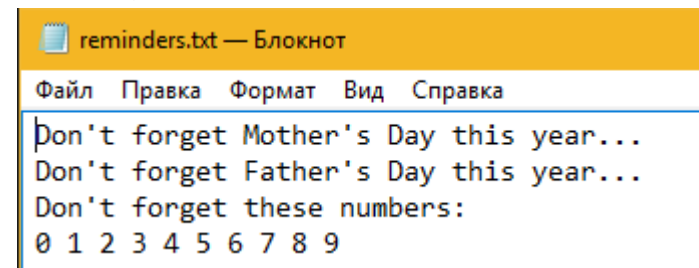 reminders.txt — Блокнот
Файл Правка Формат Вид Справка
Don't forget Mother's Day this year...
Don't forget Father's Day this year...
Don't forget these numbers:
0 1 2 3 4 5 6 7 8 9